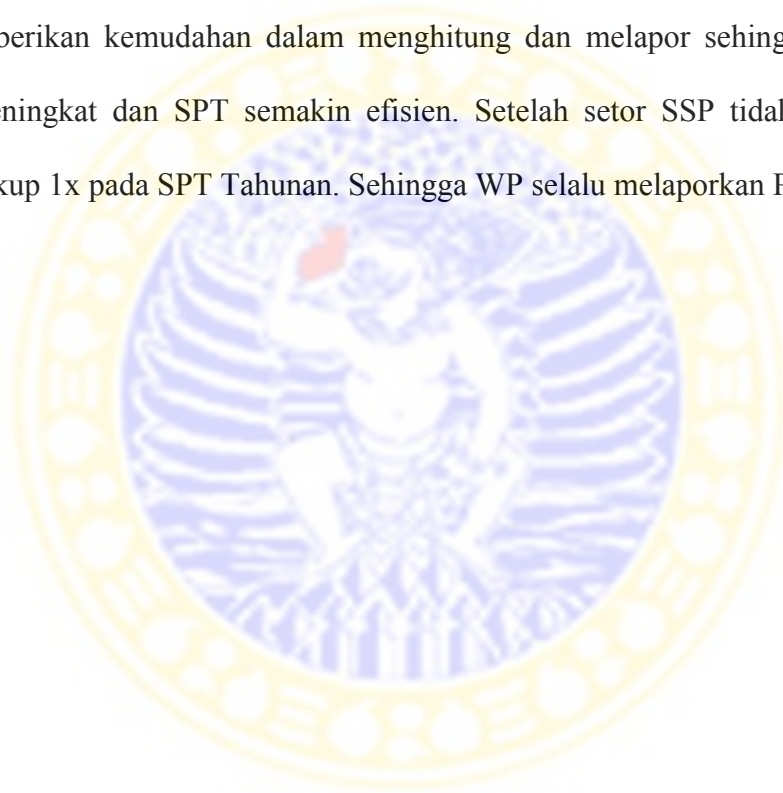 berikan kemudahan dalam menghitung dan melapor sehing
eningkat dan SPT semakin efisien. Setelah setor SSP tidal
kup 1x pada SPT Tahunan. Sehingga WP selalu melaporkan